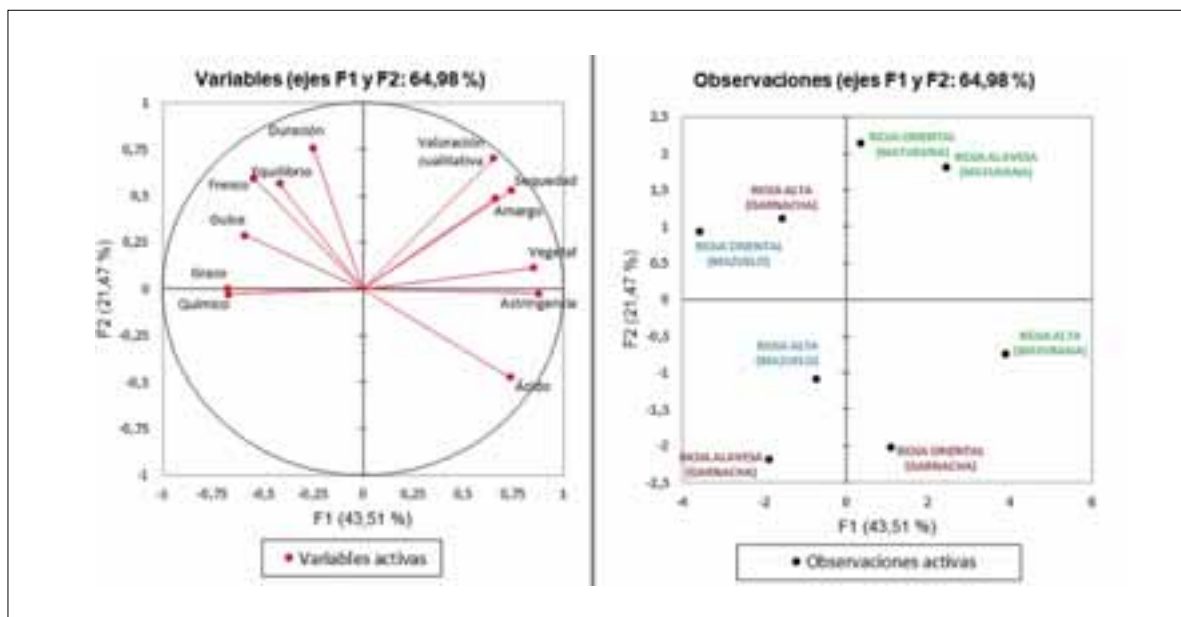 Variables (ejes F1 y F2: 64,98 %)
1
0,75
0,5
0,25
0
-0,25
-0,5
-0,75
-1
F2 (21,47 %)
Duración
Valoración
cualitativa
Equilibrio
Fresco
Sequedad
Amargo
Dulce
Vegetal
Graso
Químico
Astringencia
Ácido
-1
-0,75
-0,5
-0,25
0
0,25
0,5
0,75
1
F1 (43,51 %)
Variables activas
Observaciones (ejes F1 y F2: 64,98 %)
2,5
2
1,5
1
0,5
0
-0,5
-1
-1,5
-2
-2,5
F2 (21,47 %)
RIOJA ORIENTAL
(MATURANA)
RIOJA ALAVESA
(MATURANA)
RIOJA ALTA
(GARNACHA)
RIOJA ORIENTAL
(MAZUELO)
RIOJA ALTA
(MAZUELO)
RIOJA ALTA
(MATURANA)
RIOJA ALAVESA
(GARNACHA)
RIOJA ORIENTAL
(GARNACHA)
-4
-2
0
2
4
6
F1 (43,51 %)
Observaciones activas